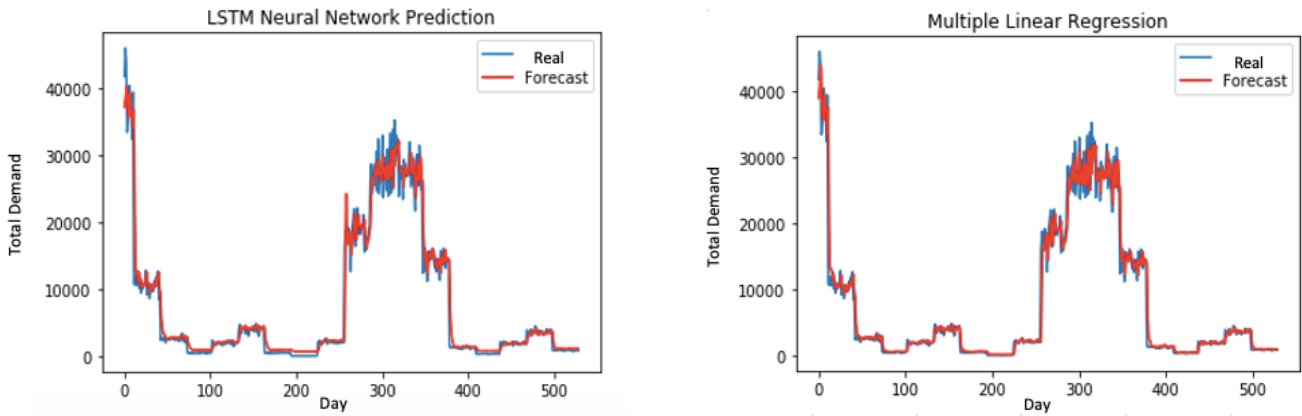 LSTM Neural Network Prediction
Real
Forecast
Total Demand
40000
30000
20000
10000
0
0 100 200 300 400 500
Day
Multiple Linear Regression
Real
Forecast
Total Demand
40000
30000
20000
10000
0
0 100 200 300 400 500
Day